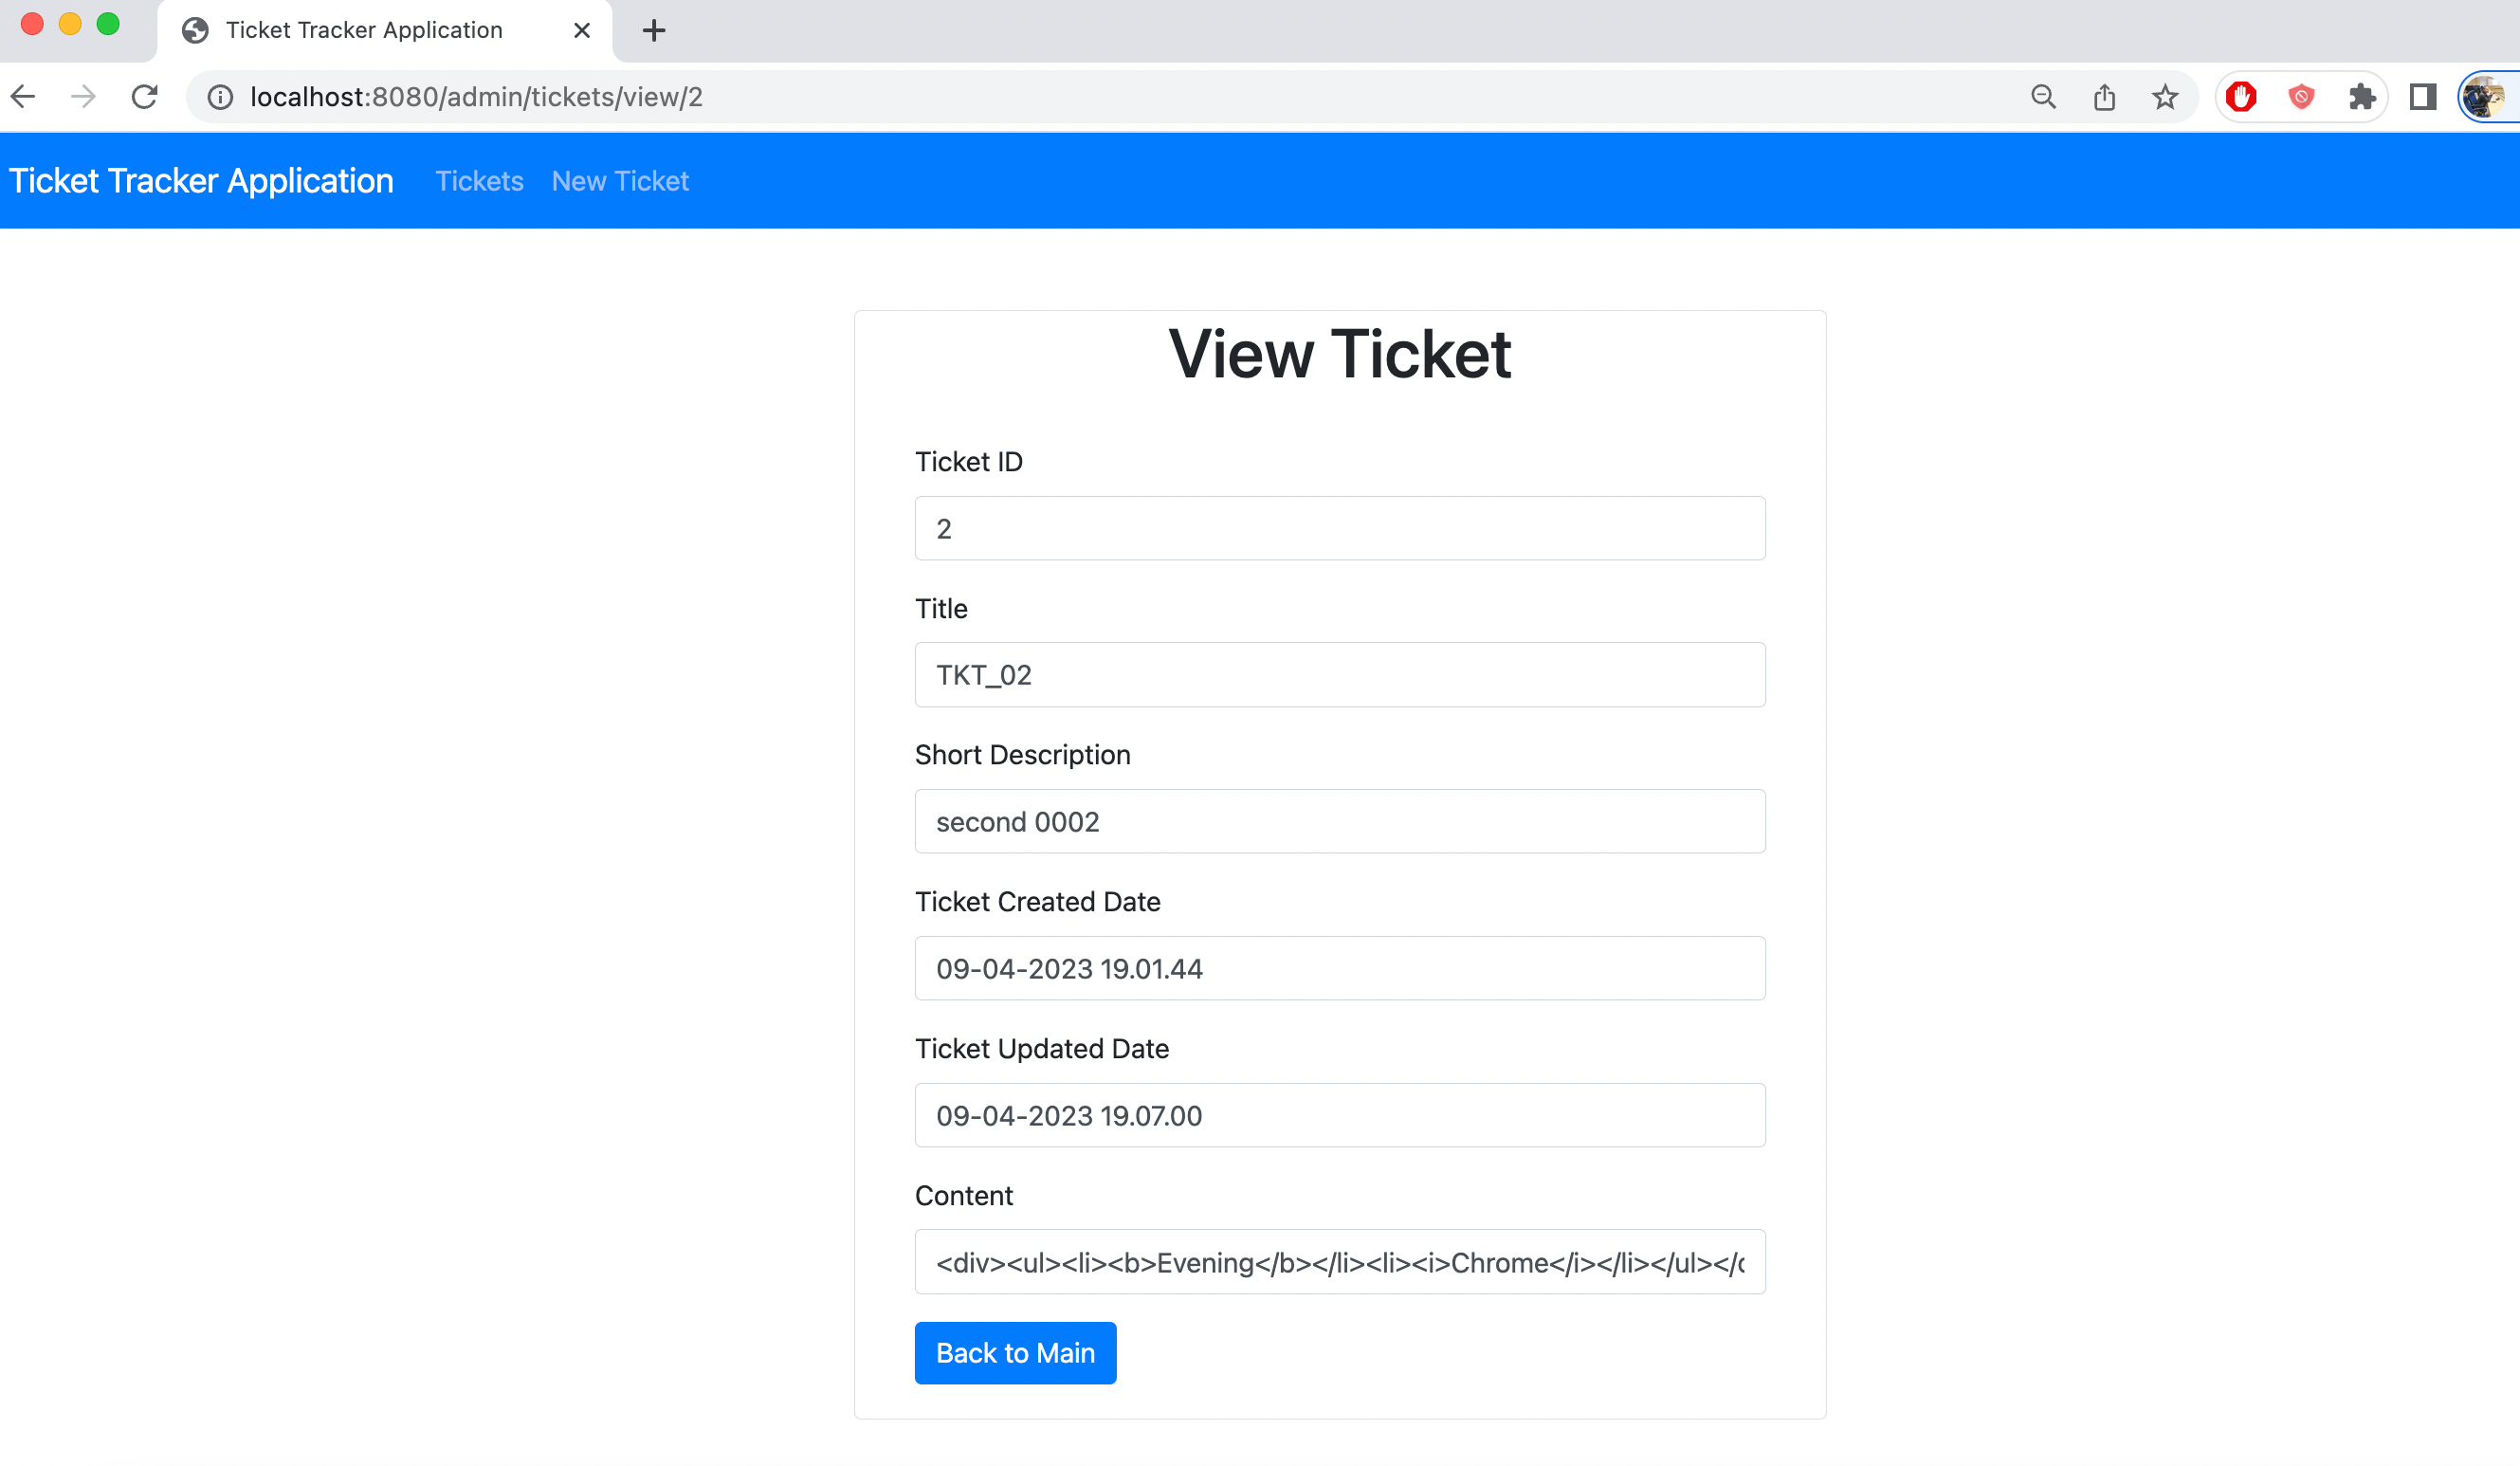 Ticket Tracker Application
localhost:8080/admin/tickets/view/2
Ticket Tracker Application Tickets New Ticket
View Ticket
Ticket ID
2
Title
TKT_02
Short Description
second 0002
Ticket Created Date
09-04-2023 19.01.44
Ticket Updated Date
09-04-2023 19.07.00
Content
<div><ul><li><b>Evening</b></li><li><i>Chrome</i></li></ul></
Back to Main